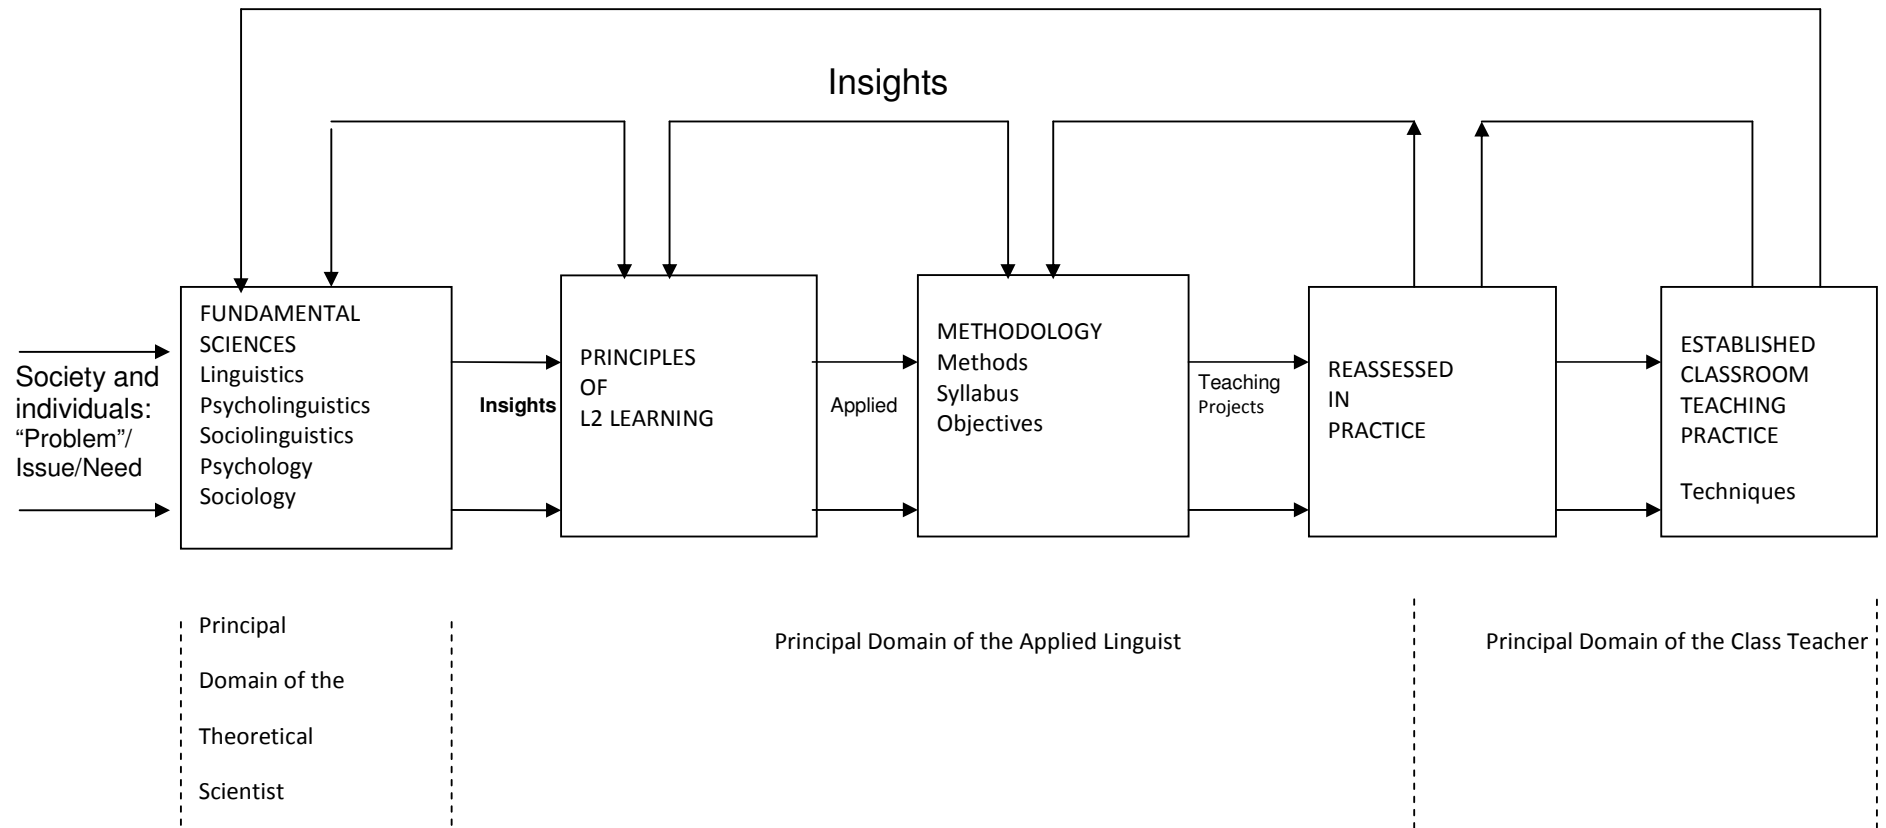 Insights
Society and
individuals:
“Problem”/
Issue/Need
FUNDAMENTAL
SCIENCES
Linguistics
Psycholinguistics
Sociolinguistics
Psychology
Sociology
Insights
PRINCIPLES
OF
L2 LEARNING
Applied
METHODOLOGY
Methods
Syllabus
Objectives
Teaching
Projects
REASSESSED
IN
PRACTICE
ESTABLISHED
CLASSROOM
TEACHING
PRACTICE
Techniques
Principal
Domain of the
Theoretical
Scientist
Principal Domain of the Applied Linguist
Principal Domain of the Class Teacher